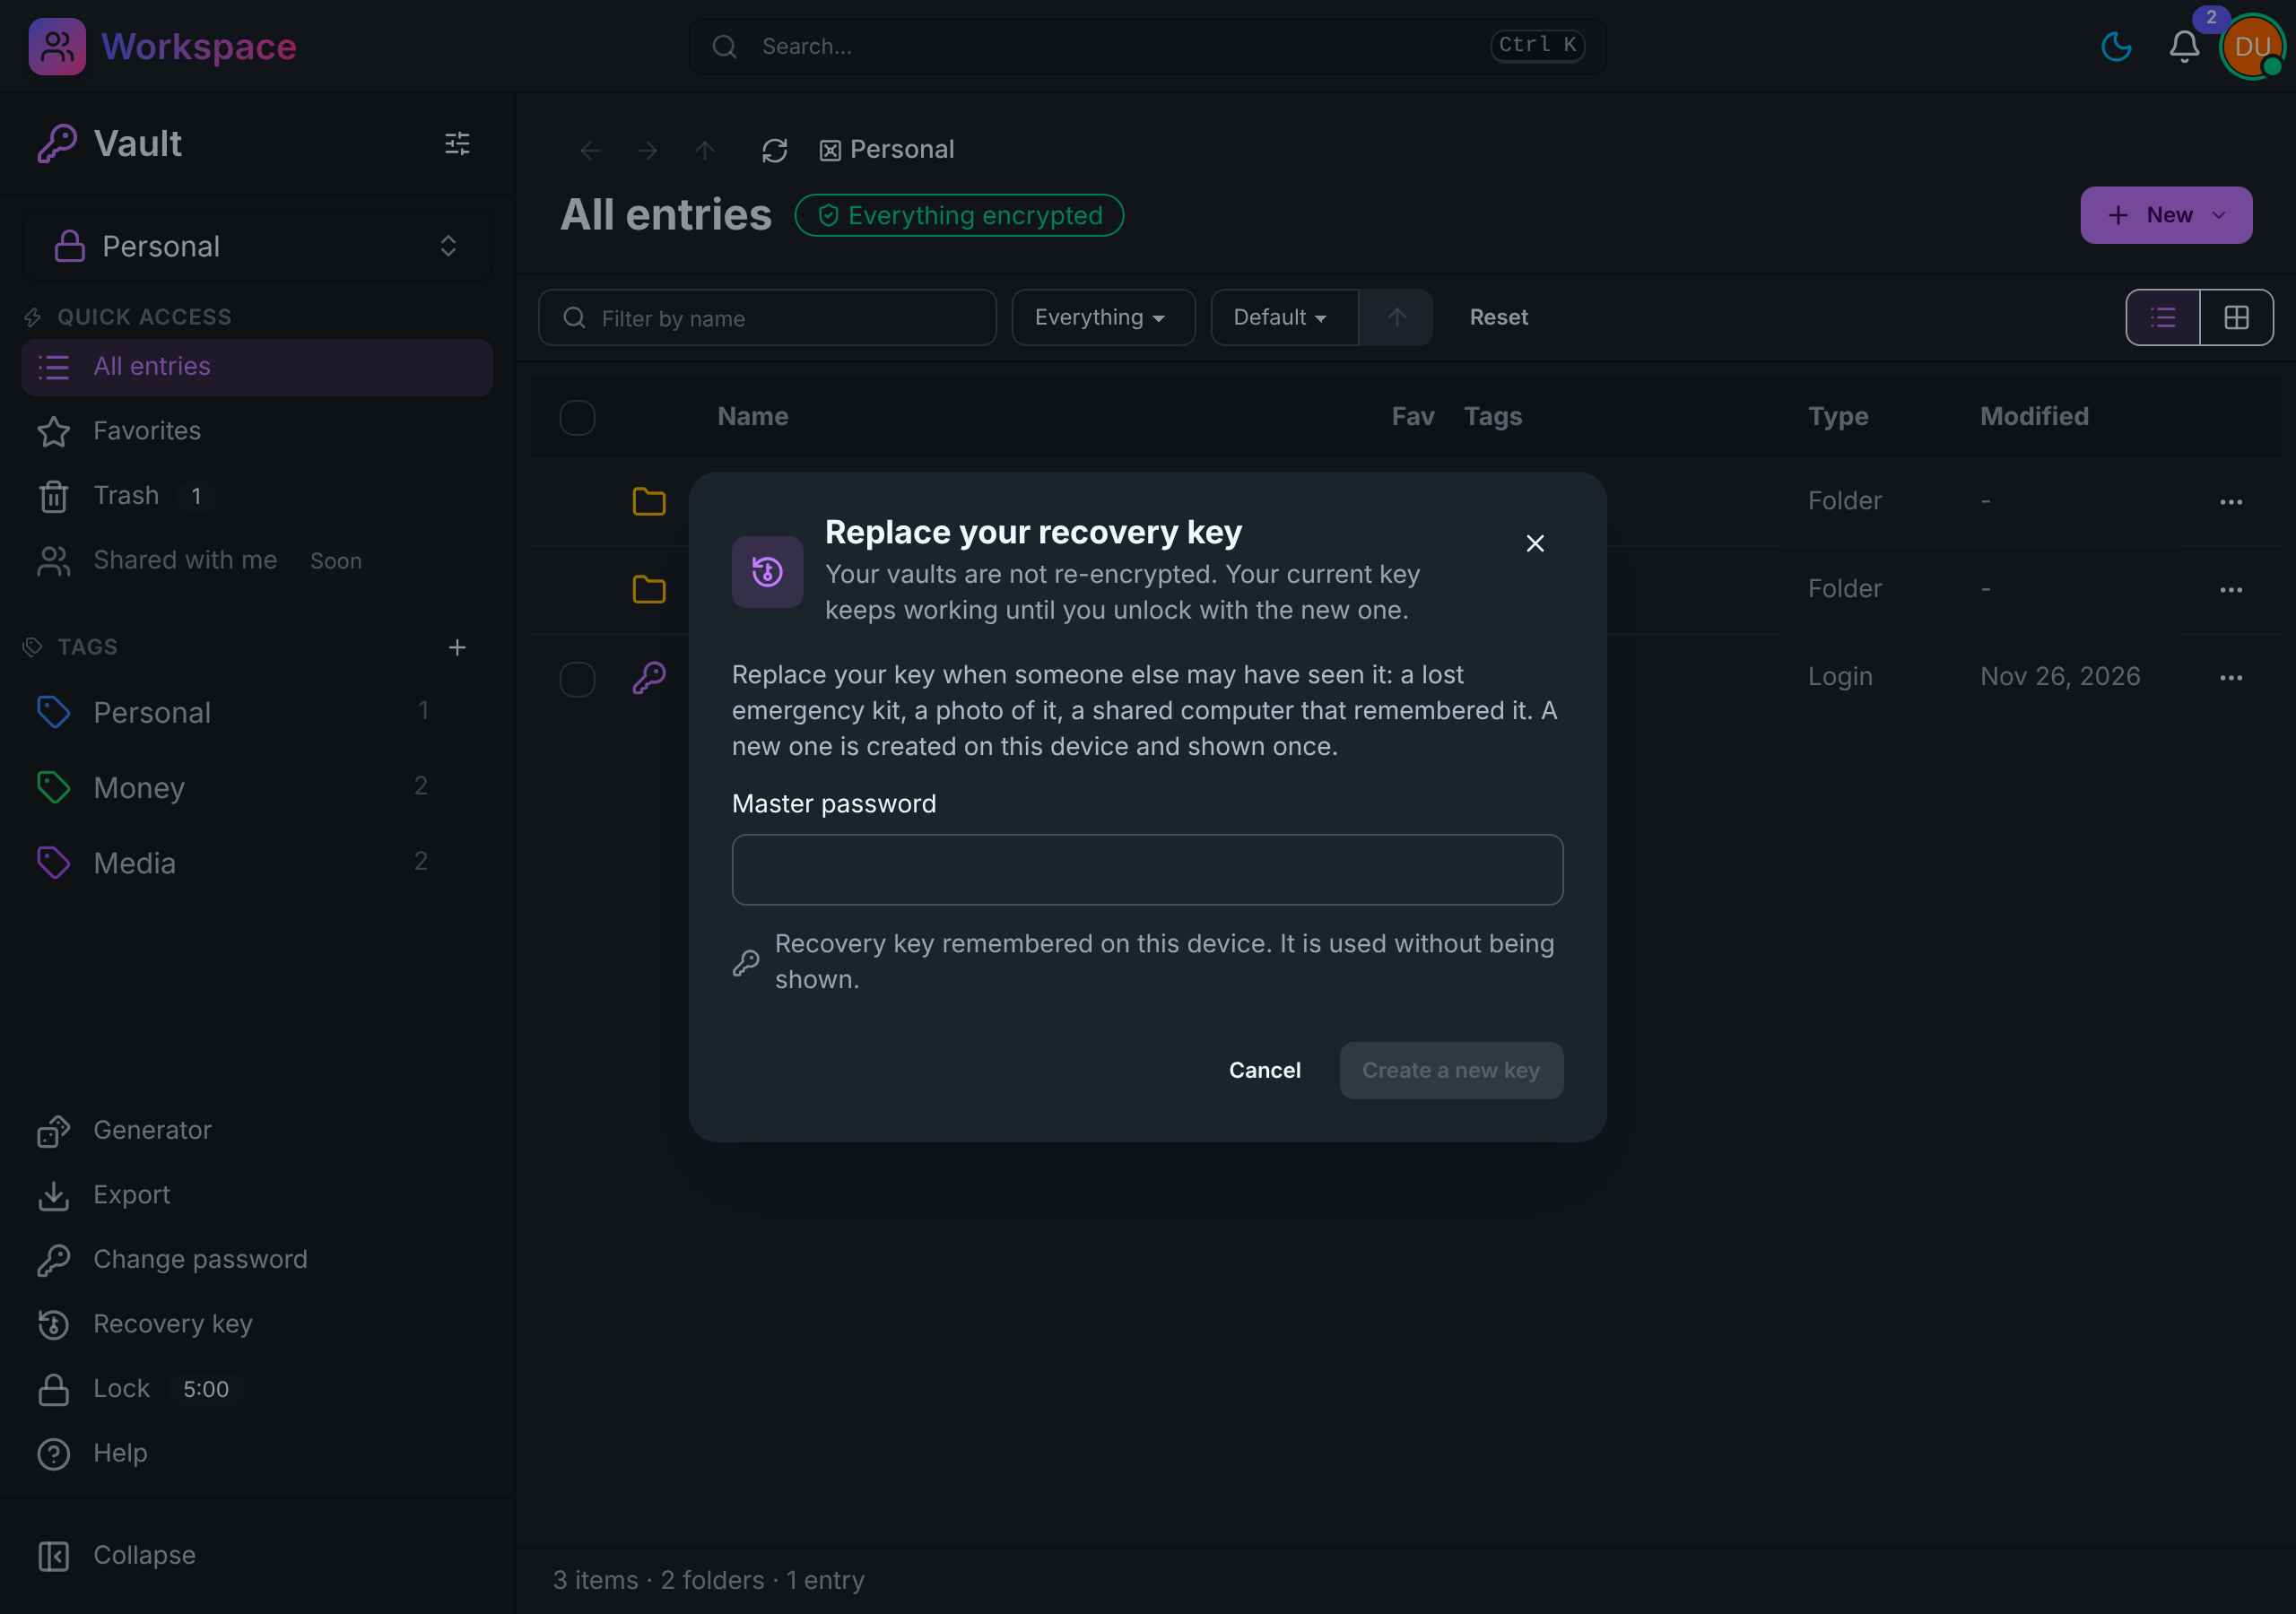 Workspace
Search...
Ctrl K
2
DU
Vault
Personal
QUICK ACCESS
All entries
Favorites
Trash 1
Shared with me Soon
TAGS
Personal 1
Money 2
Media 2
Generator
Export
Change password
Recovery key
Lock 5:00
Help
Collapse
Personal
All entries
Everything encrypted
New
Filter by name
Everything
Default
Reset
Name Fav Tags Type Modified
Folder -
Folder -
Login Nov 26, 2026
Replace your recovery key
Your vaults are not re-encrypted. Your current key
keeps working until you unlock with the new one.
Replace your key when someone else may have seen it: a lost
emergency kit, a photo of it, a shared computer that remembered it. A
new one is created on this device and shown once.
Master password
Recovery key remembered on this device. It is used without being
shown.
Cancel
Create a new key
3 items · 2 folders · 1 entry